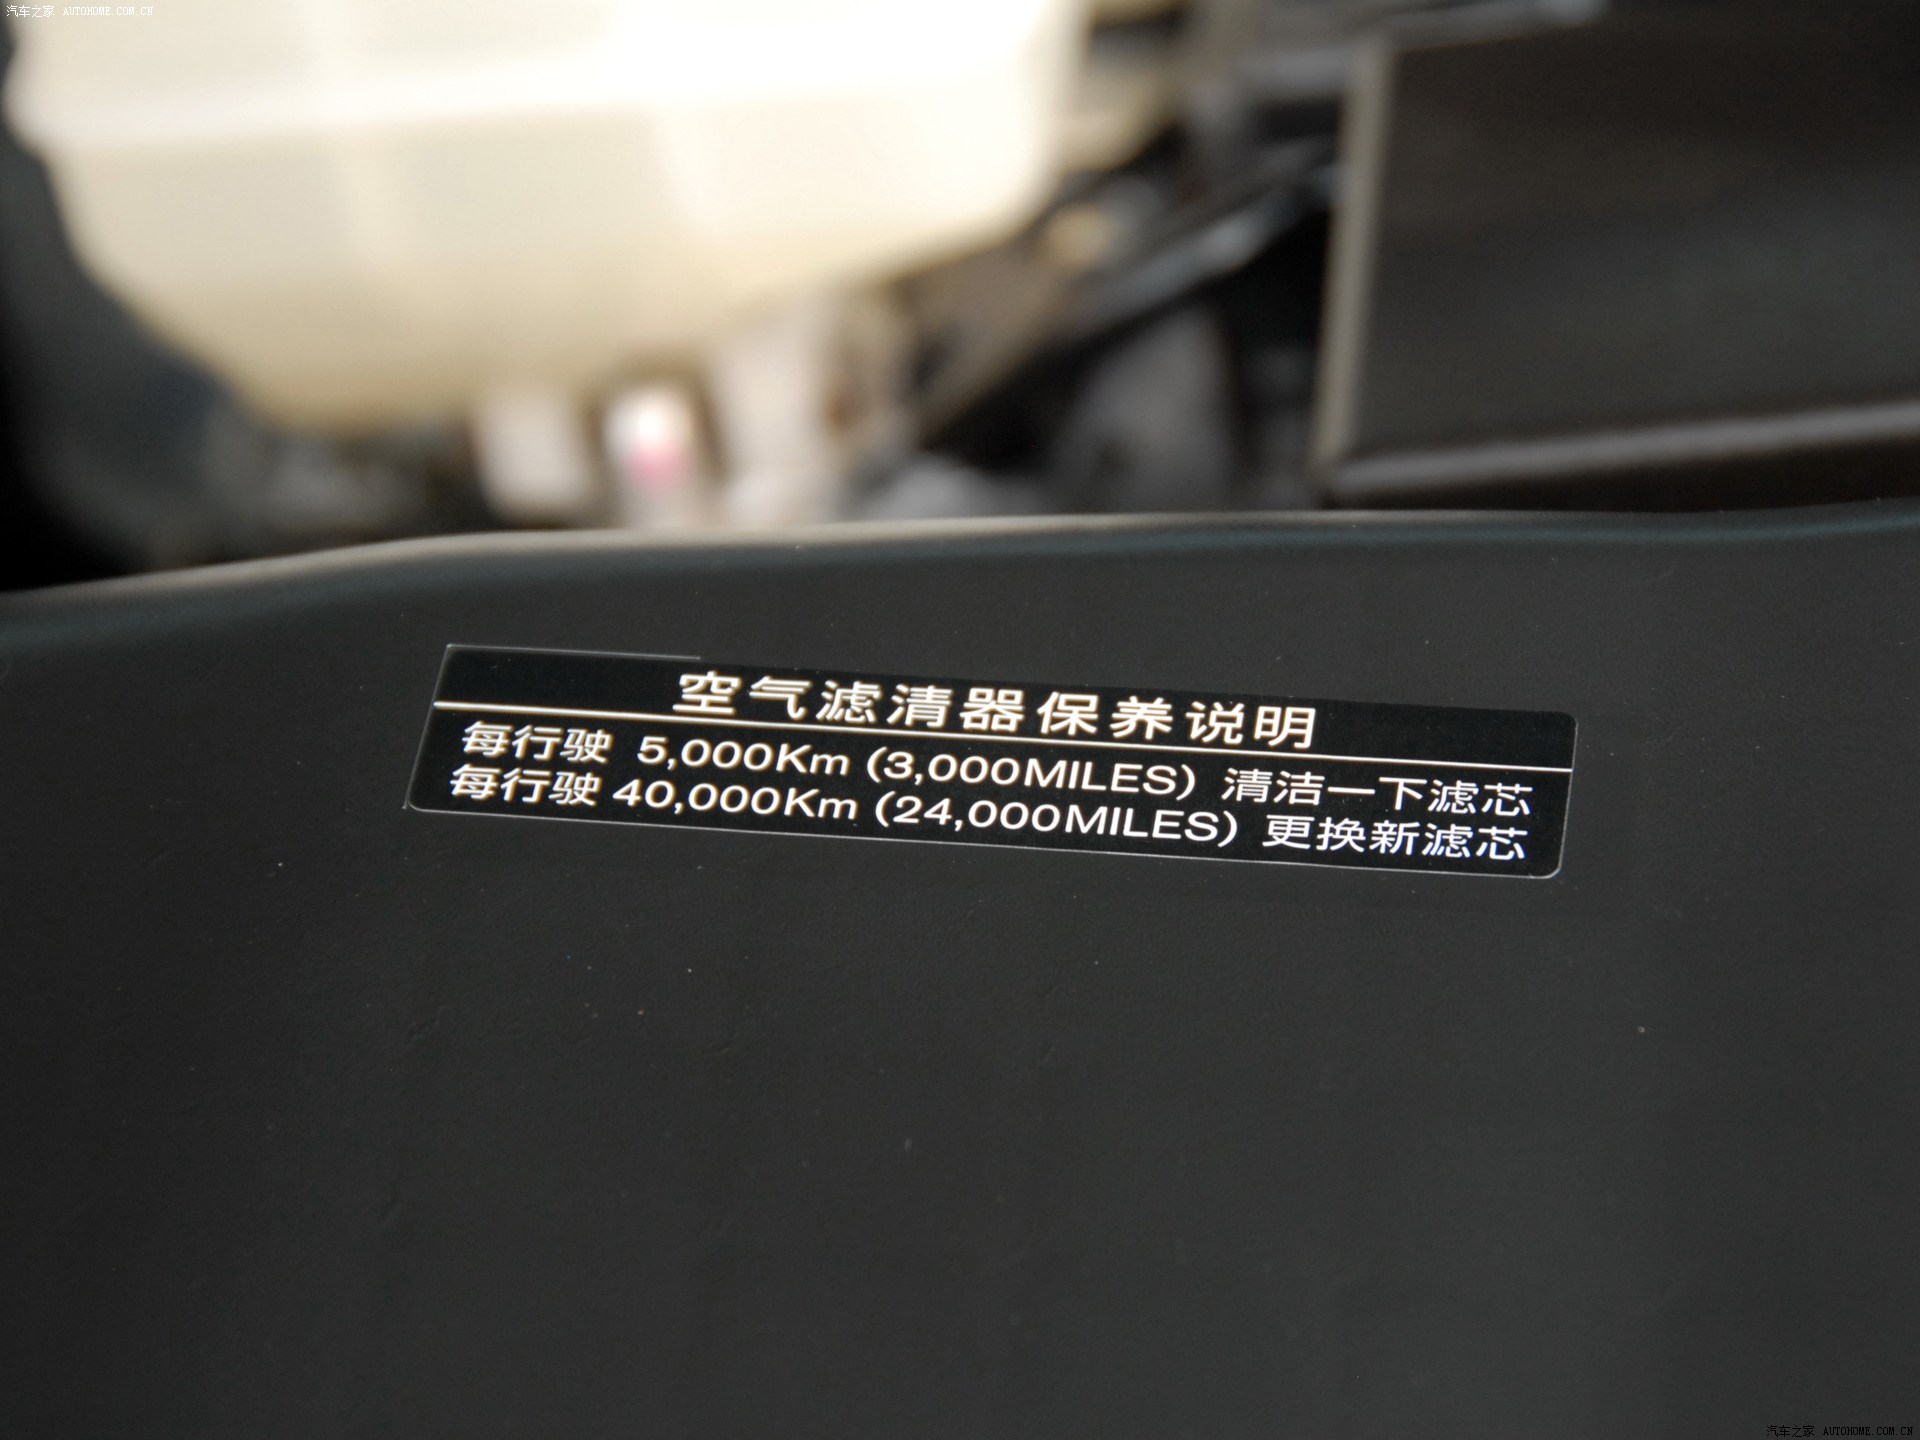 汽车之家 AUTOHOME.COM.CN
空气滤清器保养说明
每行驶 5,000Km (3,000MILES) 清洁一下滤芯
每行驶 40,000Km (24,000MILES) 更换新滤芯
汽车之家 AUTOHOME.COM.CN